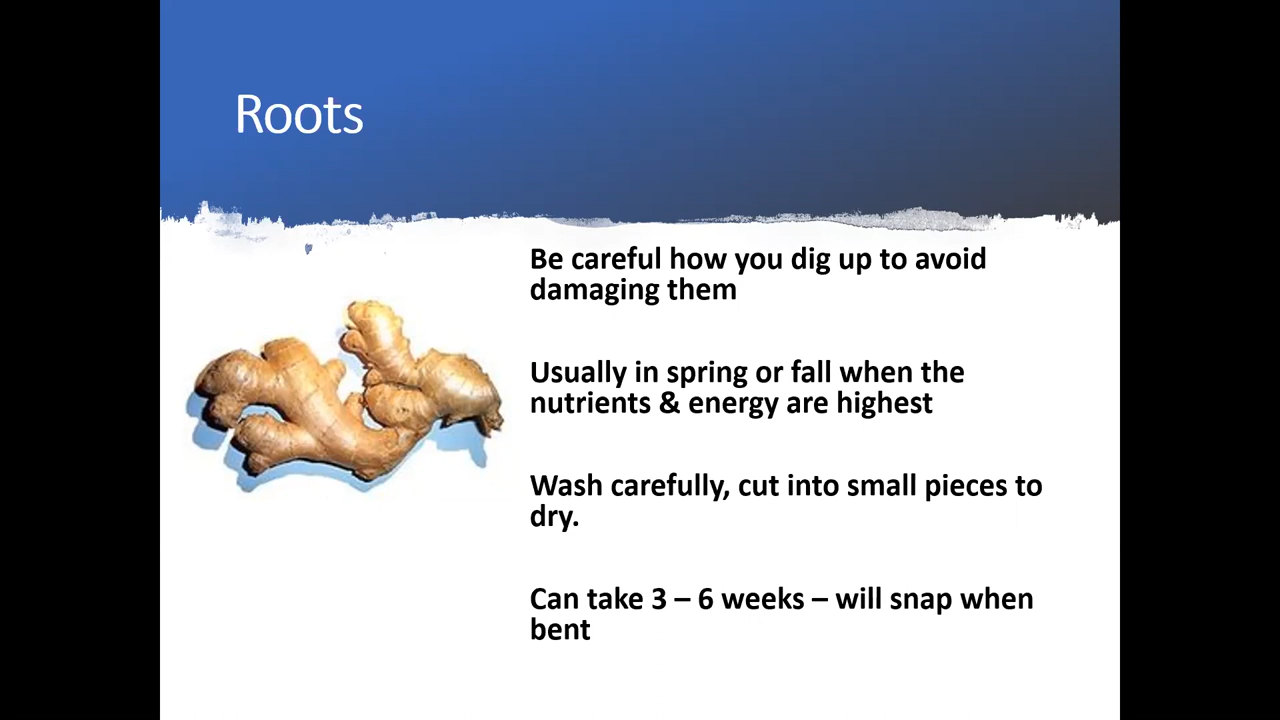 Roots
Be careful how you dig up to avoid
damaging them
Usually in spring or fall when the
nutrients & energy are highest
Wash carefully, cut into small pieces to
dry.
Can take 3 – 6 weeks – will snap when
bent